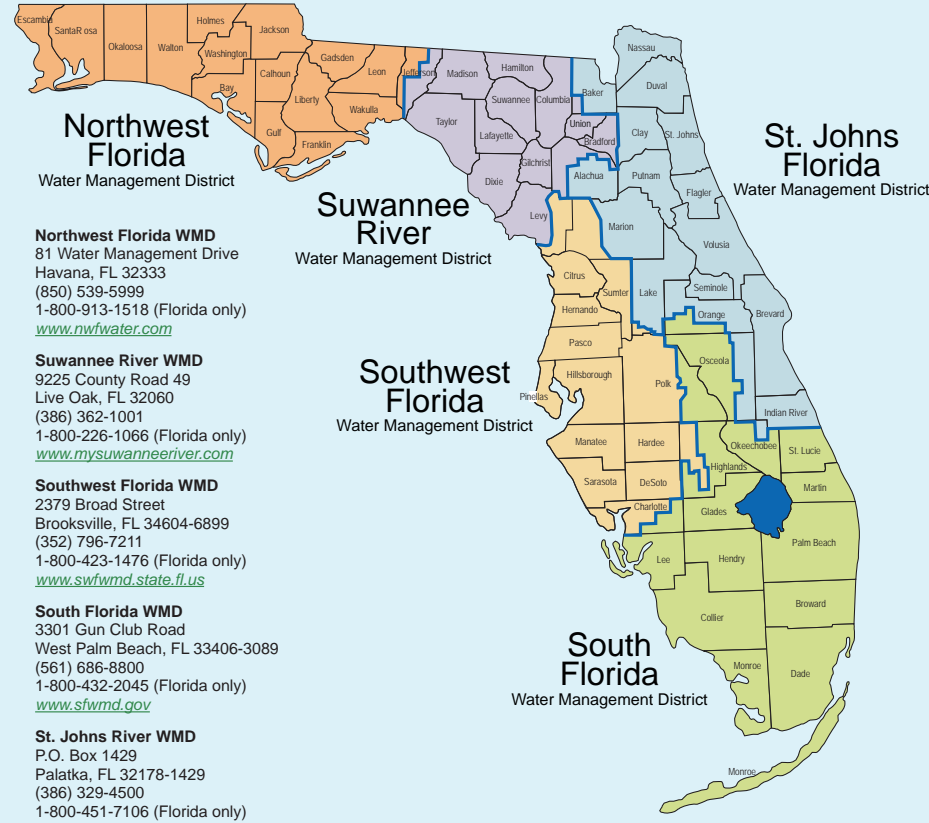 Escambia
SantaR osa
Okaloosa
Walton
Holmes
Washington
Jackson
Bay
Calhoun
Gulf
Liberty
Franklin
Gadsden
Leon
Wakulla
Jefferson
Madison
Taylor
Hamilton
Suwannee
Lafayette
Dixie
Columbia
Gilchrist
Levy
Union
Bradford
Baker
Nassau
Duval
Clay
St. Johns
Alachua
Putnam
Flagler
Marion
Volusia
Lake
Seminole
Orange
Brevard
Indian River
Citrus
Sumter
Hernando
Pasco
Hillsborough
Pinellas
Polk
Manatee
Hardee
Sarasota
DeSoto
Charlotte
Osceola
Okeechobee
St. Lucie
Highlands
Martin
Glades
Palm Beach
Lee
Hendry
Collier
Broward
Monroe
Dade
Monroe
Northwest
Florida
Water Management District
Suwannee
River
Water Management District
St. Johns
Florida
Water Management District
Southwest
Florida
Water Management District
South
Florida
Water Management District
Northwest Florida WMD
81 Water Management Drive
Havana, FL 32333
(850) 539-5999
1-800-913-1518 (Florida only)
www.nwfwater.com
Suwannee River WMD
9225 County Road 49
Live Oak, FL 32060
(386) 362-1001
1-800-226-1066 (Florida only)
www.mysuwanneeriver.com
Southwest Florida WMD
2379 Broad Street
Brooksville, FL 34604-6899
(352) 796-7211
1-800-423-1476 (Florida only)
www.swfwmd.state.fl.us
South Florida WMD
3301 Gun Club Road
West Palm Beach, FL 33406-3089
(561) 686-8800
1-800-432-2045 (Florida only)
www.sfwmd.gov
St. Johns River WMD
P.O. Box 1429
Palatka, FL 32178-1429
(386) 329-4500
1-800-451-7106 (Florida only)